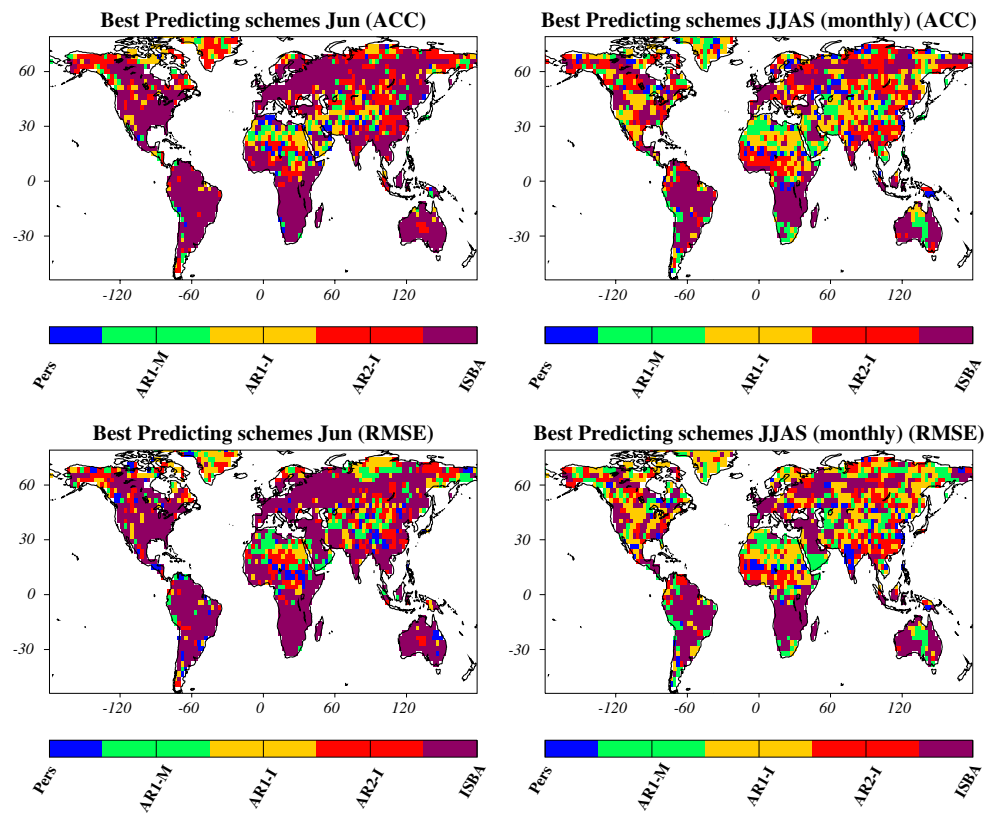 Best Predicting schemes Jun (ACC)
60
30
0
-30
-120 -60 0 60 120
Pers AR1-M AR1-I AR2-I ISBA
Best Predicting schemes JJAS (monthly) (ACC)
60
30
0
-30
-120 -60 0 60 120
Pers AR1-M AR1-I AR2-I ISBA
Best Predicting schemes Jun (RMSE)
60
30
0
-30
-120 -60 0 60 120
Pers AR1-M AR1-I AR2-I ISBA
Best Predicting schemes JJAS (monthly) (RMSE)
60
30
0
-30
-120 -60 0 60 120
Pers AR1-M AR1-I AR2-I ISBA